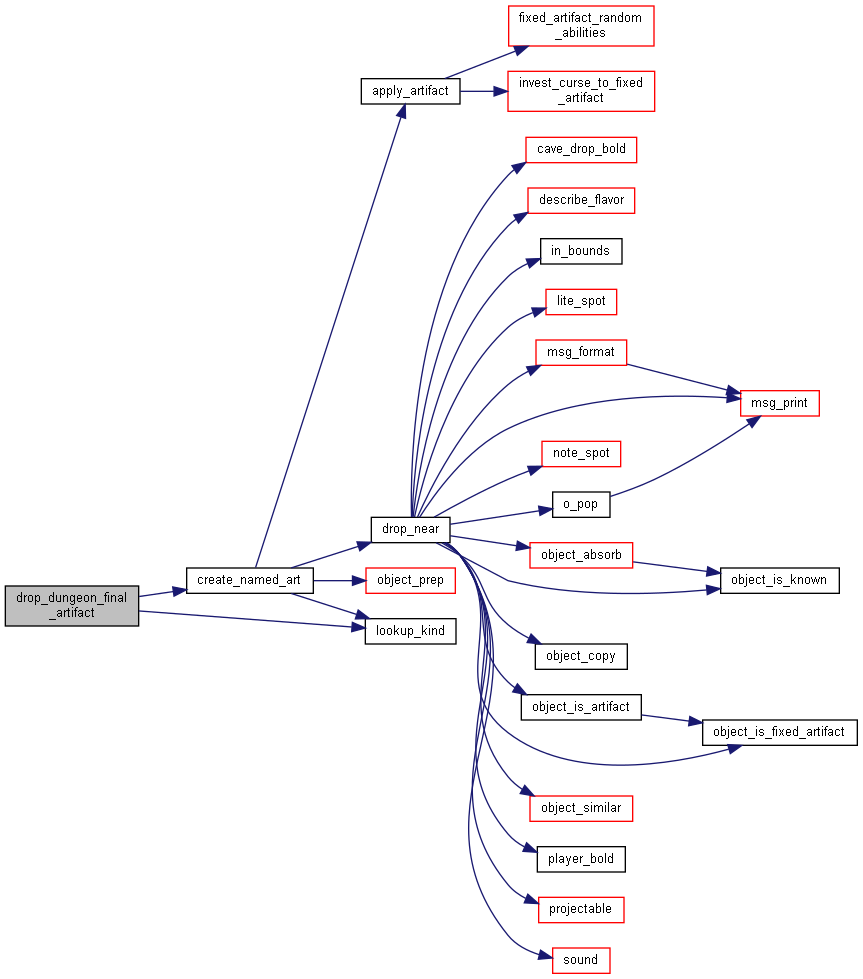 fixed_artifact_random
_abilities
apply_artifact
invest_curse_to_fixed
_artifact
cave_drop_bold
describe_flavor
in_bounds
lite_spot
msg_format
msg_print
note_spot
o_pop
drop_near
object_absorb
create_named_art
object_prep
object_is_known
drop_dungeon_final
_artifact
lookup_kind
object_copy
object_is_artifact
object_is_fixed_artifact
object_similar
player_bold
projectable
sound